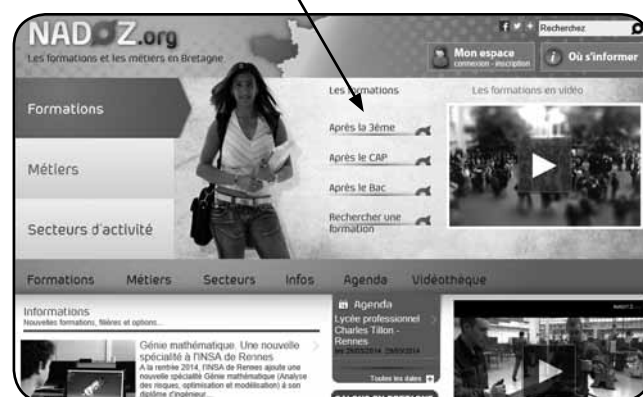 NADOZ.org
Les formations et les métiers en Bretagne
Recherchez
Mon espace
connexion - inscription
Où s'informer
Formations
Métiers
Secteurs d'activité
Les formations
Après la 3ème
Après le CAP
Après le Bac
Rechercher une
formation
Les formations en vidéo
Formations Métiers Secteurs Infos Agenda Vidéothèque
Informations
Nouvelles formations, filières et options...
Génie mathématique. Une nouvelle
spécialité à l'INSA de Rennes
A la rentrée 2014, l'INSA de Rennes ajoute une
nouvelle spécialité Génie mathématique (Analyse
des risques, optimisation et modélisation) à son
diplôme d'ingénieur...
Agenda
Lycée professionnel
Charles Tillon -
Rennes
Toutes les dates
SALONS EN BRETAGNE